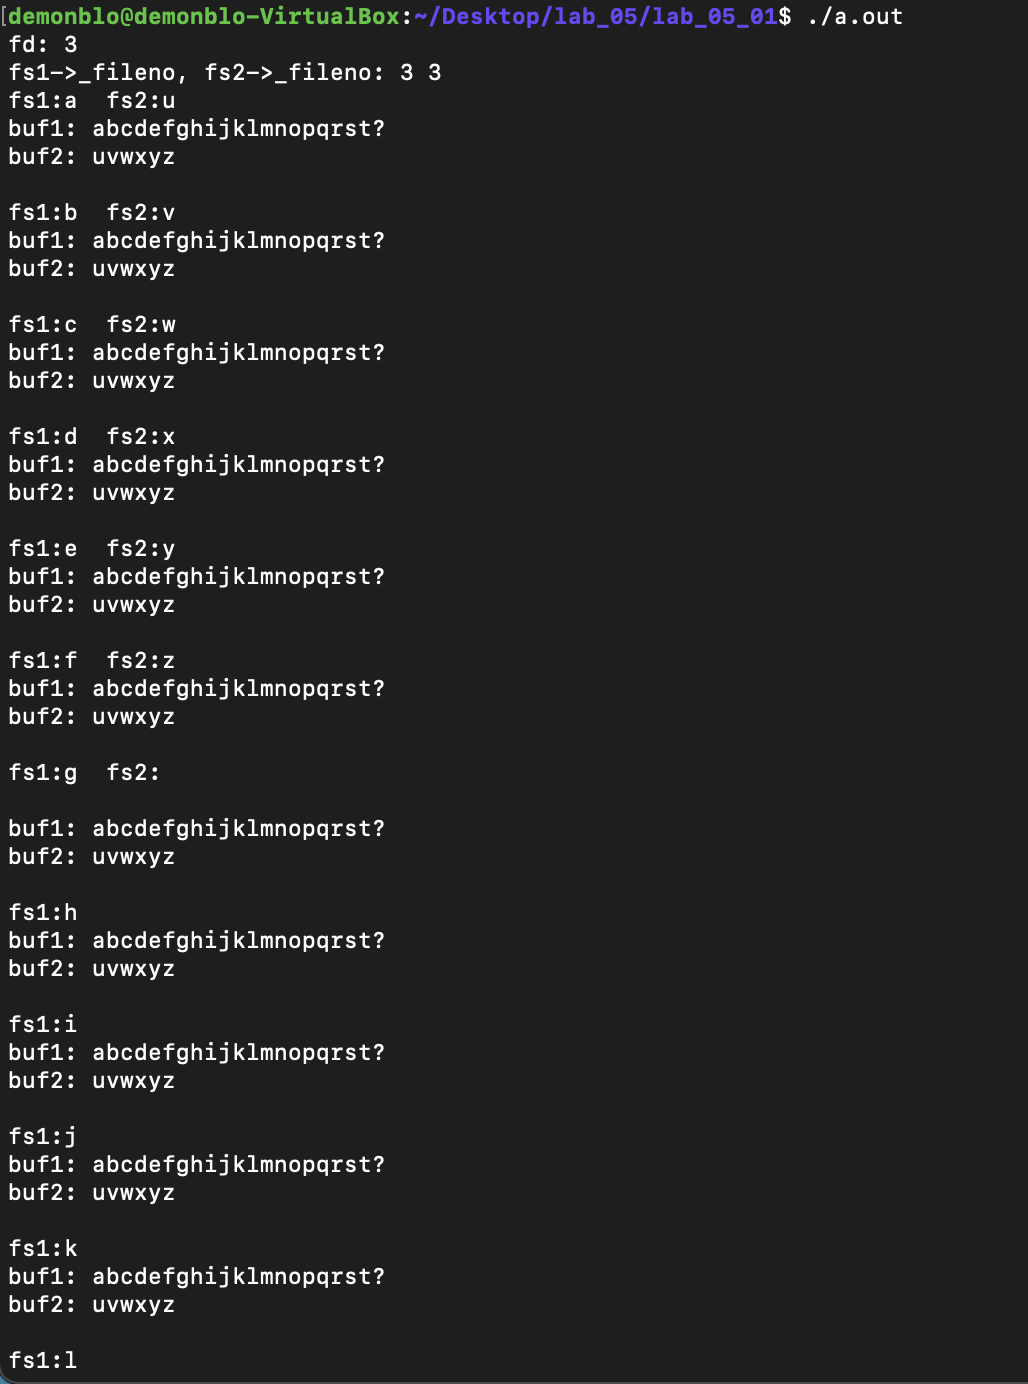 [demonblo@demonblo-VirtualBox:~/Desktop/lab_05/lab_05_01$ ./a.out
fd: 3
fs1->_fileno, fs2->_fileno: 3 3
fs1:a  fs2:u
buf1: abcdefghijklmnopqrst?
buf2: uvwxyz

fs1:b  fs2:v
buf1: abcdefghijklmnopqrst?
buf2: uvwxyz

fs1:c  fs2:w
buf1: abcdefghijklmnopqrst?
buf2: uvwxyz

fs1:d  fs2:x
buf1: abcdefghijklmnopqrst?
buf2: uvwxyz

fs1:e  fs2:y
buf1: abcdefghijklmnopqrst?
buf2: uvwxyz

fs1:f  fs2:z
buf1: abcdefghijklmnopqrst?
buf2: uvwxyz

fs1:g  fs2:

buf1: abcdefghijklmnopqrst?
buf2: uvwxyz

fs1:h
buf1: abcdefghijklmnopqrst?
buf2: uvwxyz

fs1:i
buf1: abcdefghijklmnopqrst?
buf2: uvwxyz

fs1:j
buf1: abcdefghijklmnopqrst?
buf2: uvwxyz

fs1:k
buf1: abcdefghijklmnopqrst?
buf2: uvwxyz

fs1:l